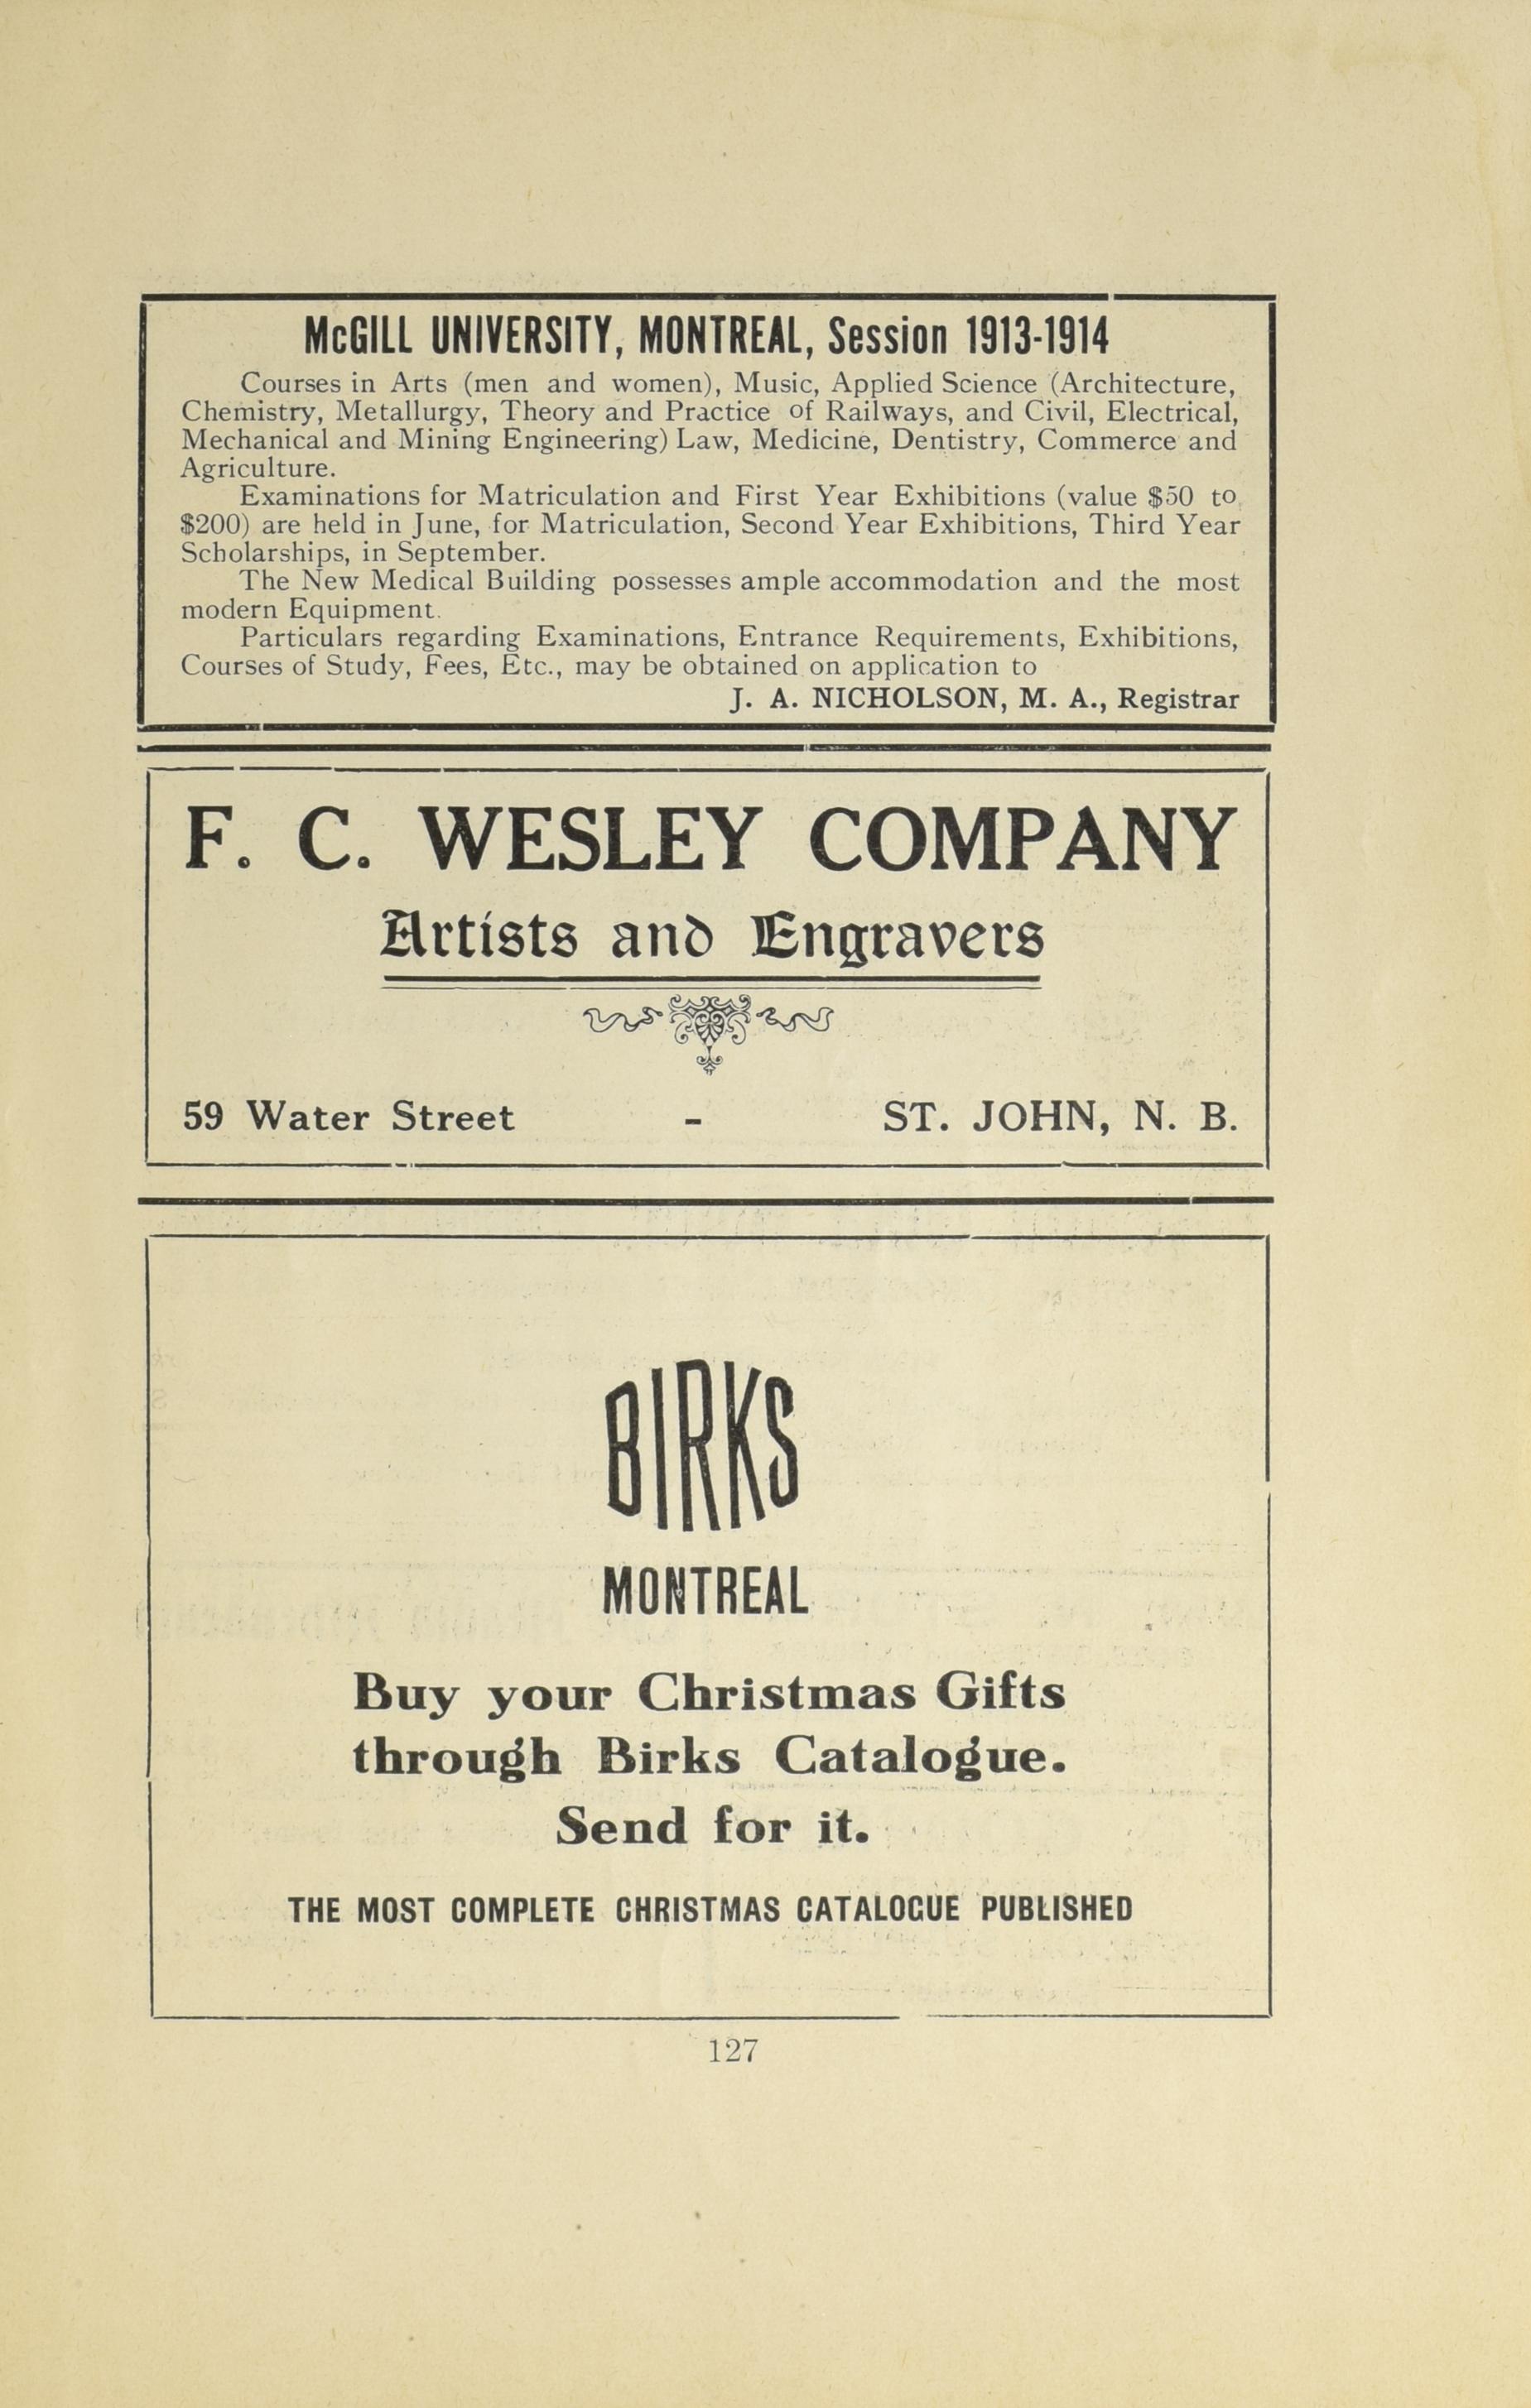 McGILL UNIVERSITY, MONTREAL, Session 1913-1914
Courses in Arts (men and women), Music, Applied Science (Architecture,
Chemistry, Metallurgy, Theory and Practice of Railways, and Civil, Electrical,
Mechanical and Mining Engineering) Law, Medicine, Dentistry, Commerce and
Agriculture.
Examinations for Matriculation and First Year Exhibitions (value $50 to
$200) are held in June, for Matriculation, Second Year Exhibitions, Third Year
Scholarships, in September.
The New Medical Building possesses ample accommodation and the most
modern Equipment.
Particulars regarding Examinations, Entrance Requirements, Exhibitions,
Courses of Study, Fees, Etc., may be obtained on application to
J. A. NICHOLSON, M. A., Registrar
F. C. WESLEY COMPANY
Artists and Engravers
59 Water Street - ST. JOHN, N. B.
BIRKS
MONTREAL
Buy your Christmas Gifts
through Birks Catalogue.
Send for it.
THE MOST COMPLETE CHRISTMAS CATALOGUE PUBLISHED
127